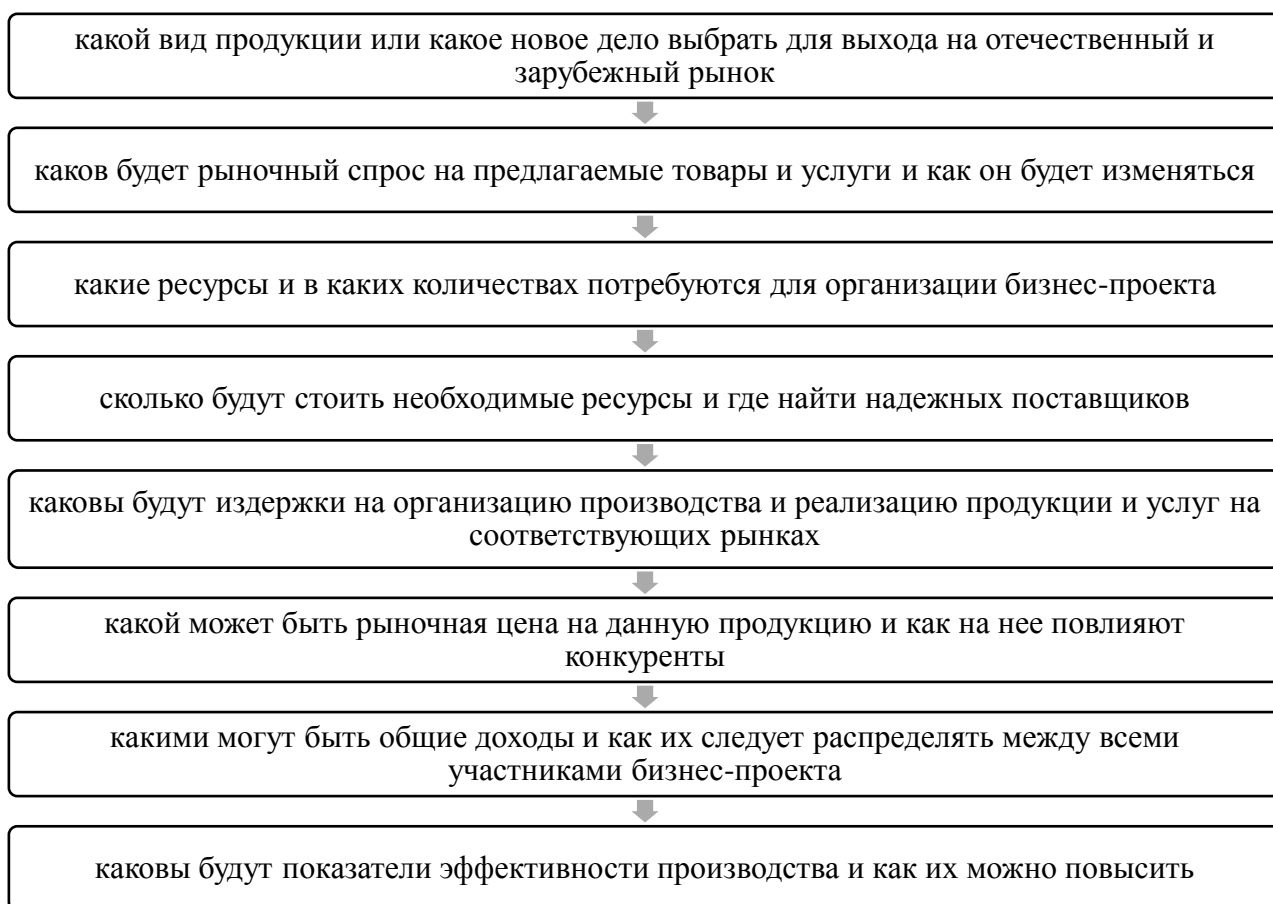 какой вид продукции или какое новое дело выбрать для выхода на отечественный и
зарубежный рынок
каков будет рыночный спрос на предлагаемые товары и услуги и как он будет изменяться
какие ресурсы и в каких количествах потребуются для организации бизнес-проекта
сколько будут стоить необходимые ресурсы и где найти надежных поставщиков
каковы будут издержки на организацию производства и реализацию продукции и услуг на
соответствующих рынках
какой может быть рыночная цена на данную продукцию и как на нее повлияют
конкуренты
какими могут быть общие доходы и как их следует распределять между всеми
участниками бизнес-проекта
каковы будут показатели эффективности производства и как их можно повысить